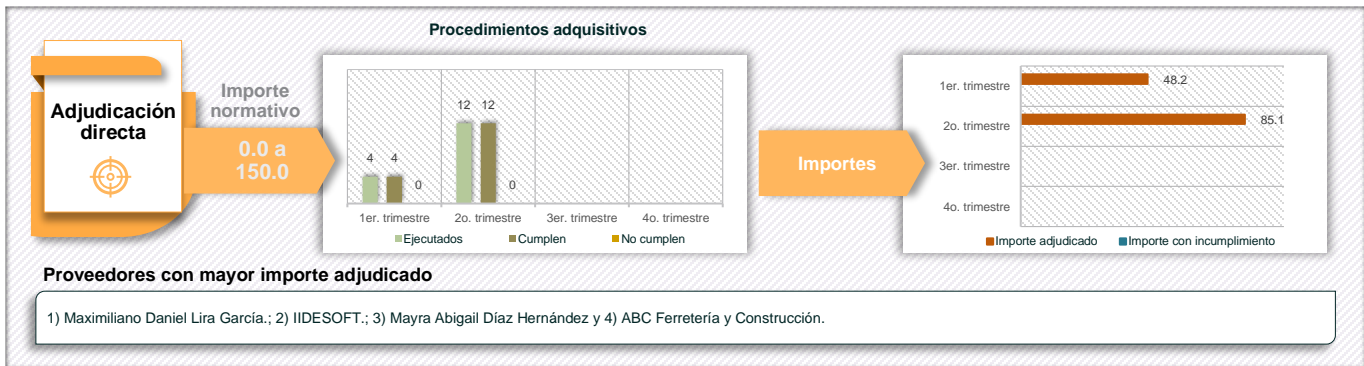 Procedimientos adquisitivos
Adjudicación
directa
Importe
normativo
0.0 a
150.0
4
4
0
12
12
0
1er. trimestre
2o. trimestre
3er. trimestre
4o. trimestre
Ejecutados
Cumplen
No cumplen
Importes
1er. trimestre
48.2
2o. trimestre
85.1
3er. trimestre
4o. trimestre
Importe adjudicado
Importe con incumplimiento
Proveedores con mayor importe adjudicado
1) Maximiliano Daniel Lira García.; 2) IIDESOFT.; 3) Mayra Abigail Díaz Hernández y 4) ABC Ferretería y Construcción.